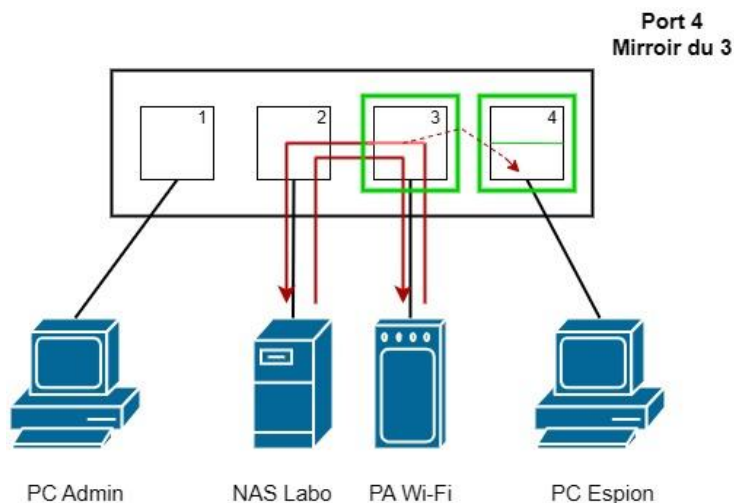 Port 4
Mirroir du 3
1
2
3
4
PC Admin
NAS Labo
PA Wi-Fi
PC Espion